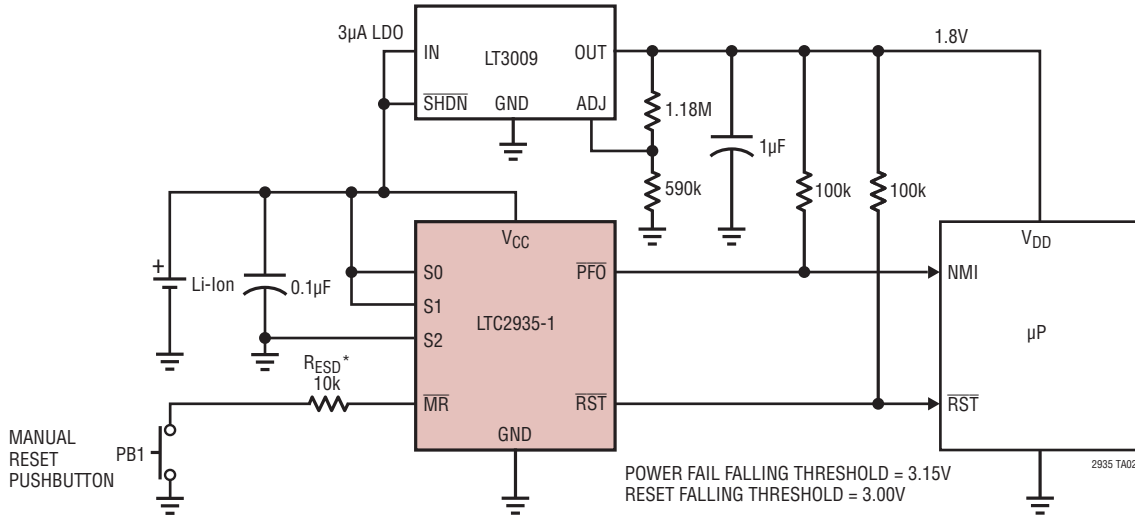 3µA LDO
IN
LT3009
OUT
1.8V
SHDN
GND
ADJ
1.18M
1µF
590k
100k
100k
VCC
VDD
+
Li-Ion
0.1µF
S0
PFO
NMI
S1
LTC2935-1
µP
S2
RESD*
10k
MR
RST
RST
GND
MANUAL
RESET
PUSHBUTTON
PB1
POWER FAIL FALLING THRESHOLD = 3.15V
RESET FALLING THRESHOLD = 3.00V
2935 TA02